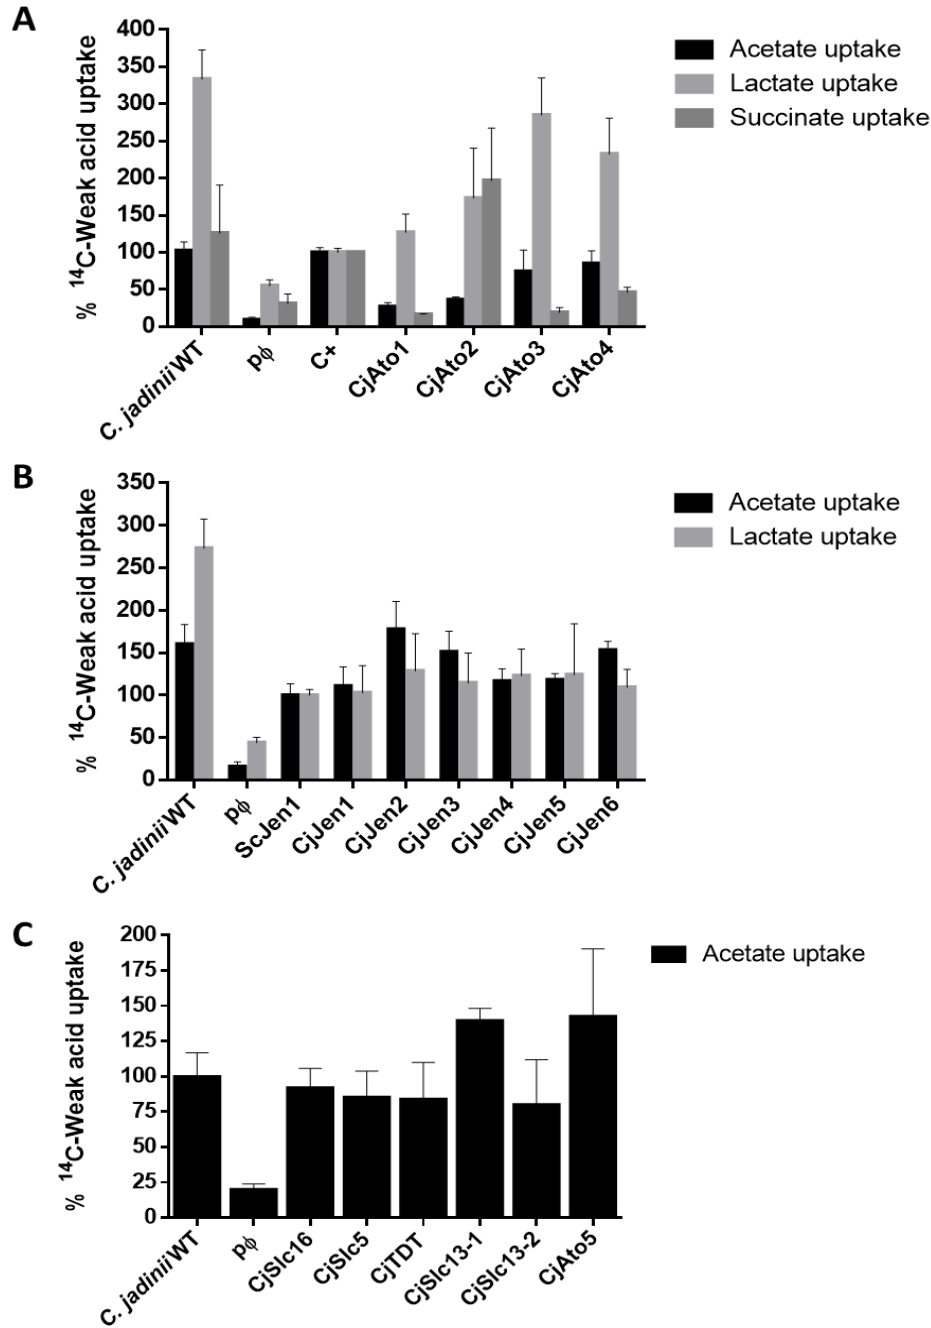 A
% ¹⁴C-Weak acid uptake
400
350
300
250
200
150
100
50
0
C. jadinii WT
pϕ
C+
CjAto1
CjAto2
CjAto3
CjAto4
Acetate uptake
Lactate uptake
Succinate uptake
B
% ¹⁴C-Weak acid uptake
350
300
250
200
150
100
50
0
C. jadinii WT
pϕ
ScJen1
CjJen1
CjJen2
CjJen3
CjJen4
CjJen5
CjJen6
Acetate uptake
Lactate uptake
C
% ¹⁴C-Weak acid uptake
200
175
150
125
100
75
50
25
0
C. jadinii WT
pϕ
CjSlc16
CjSlc5
CjTDT
CjSlc13-1
CjSlc13-2
CjAto5
Acetate uptake